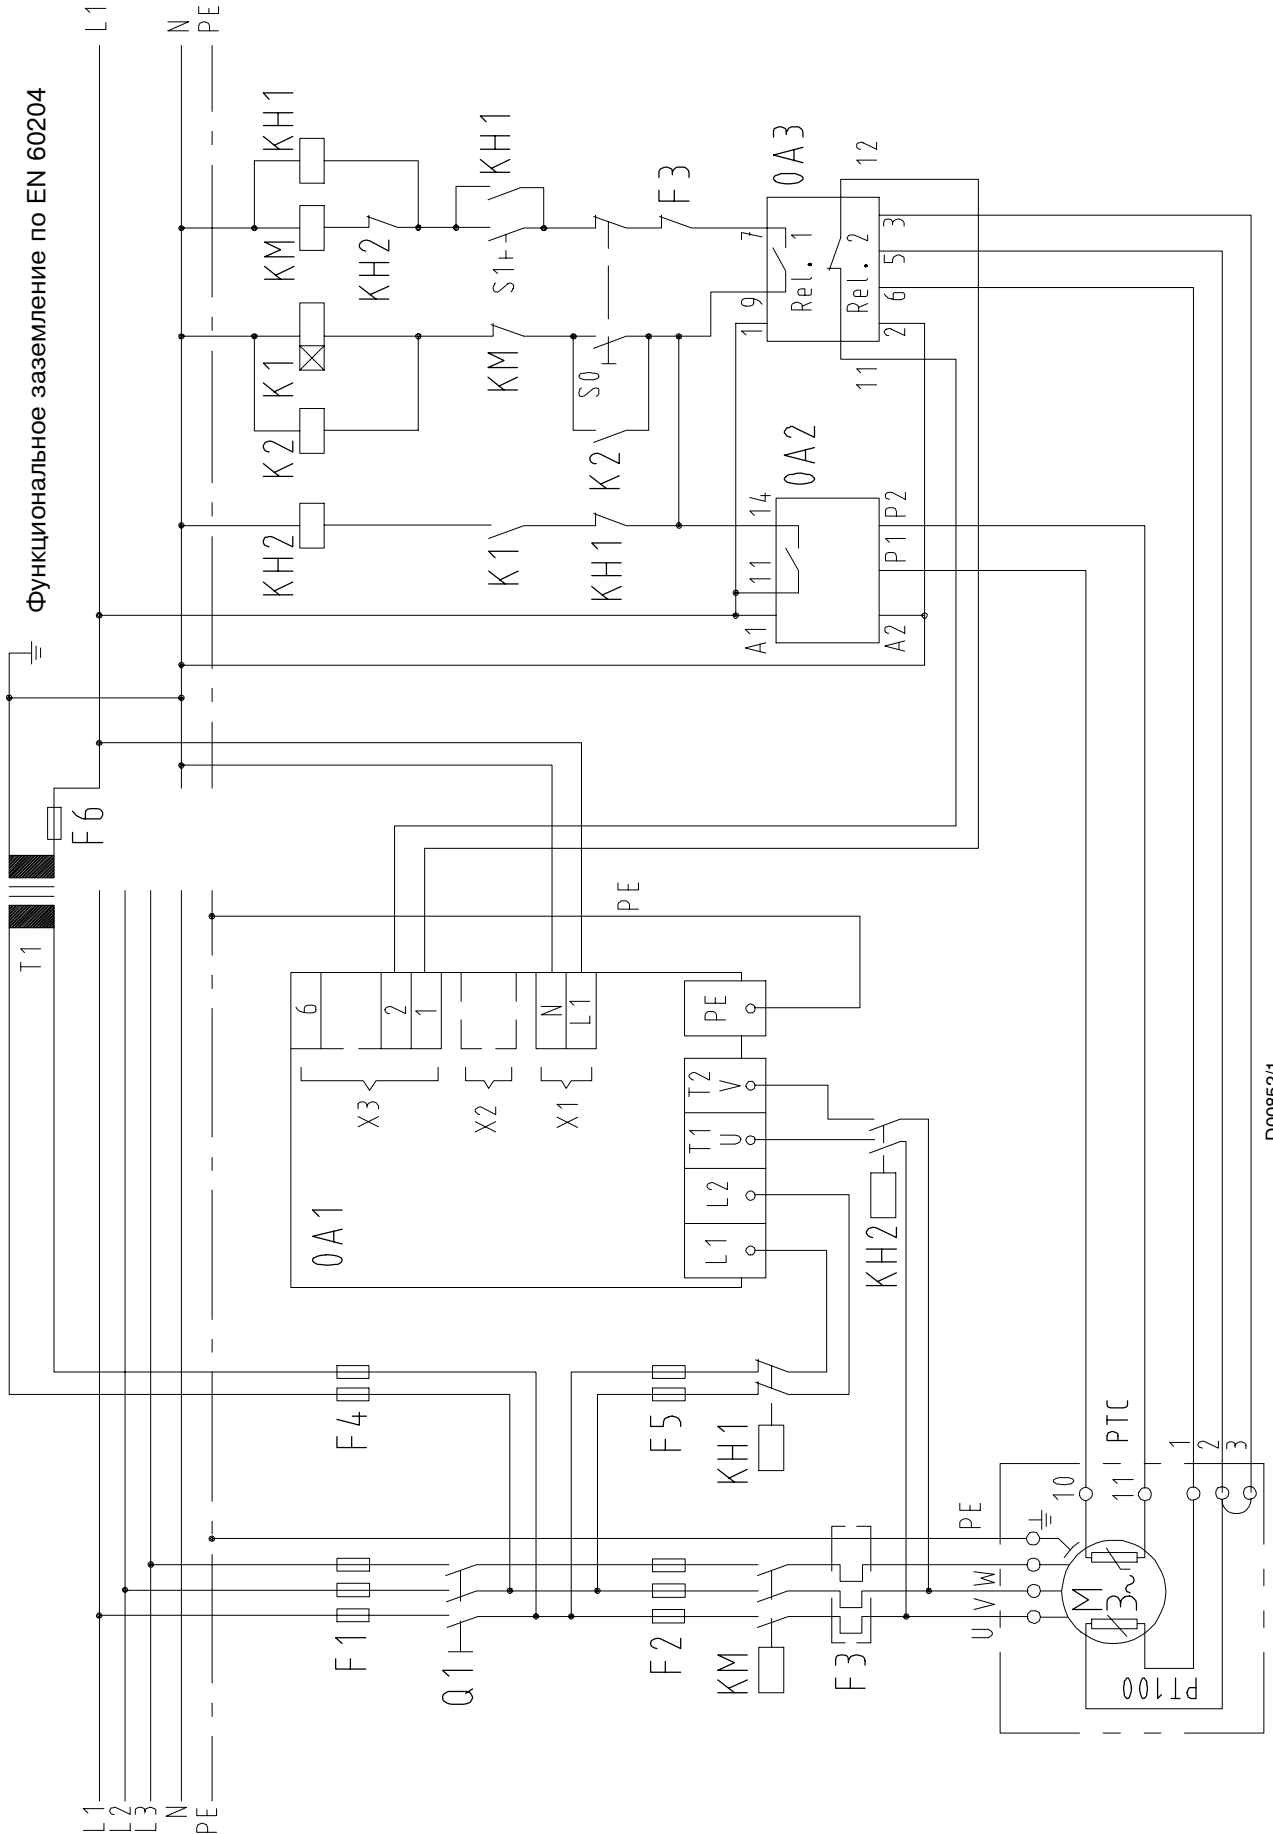 Функциональное заземление по EN 60204
L1
N
PE
KH1
KM
KH2
KH1
S1
F3
0A3
7
Rel. 1
12
3
K1
K2
KM
S0
K2
9
1
Rel. 2
5
6
2
11
KH2
K1
KH1
0A2
14
11
A1
P2
P1
A2
F6
T1
PE
6
2
1
N
L1
X3
X2
X1
0A1
PE
T2
V
T1
U
L2
L1
KH2
F4
F5
KH1
F1
Q1
F2
KM
F3
PE
W
V
U
10
11
PTC
1
2
3
M
3~
PT100
L1
L2
L3
N
PE